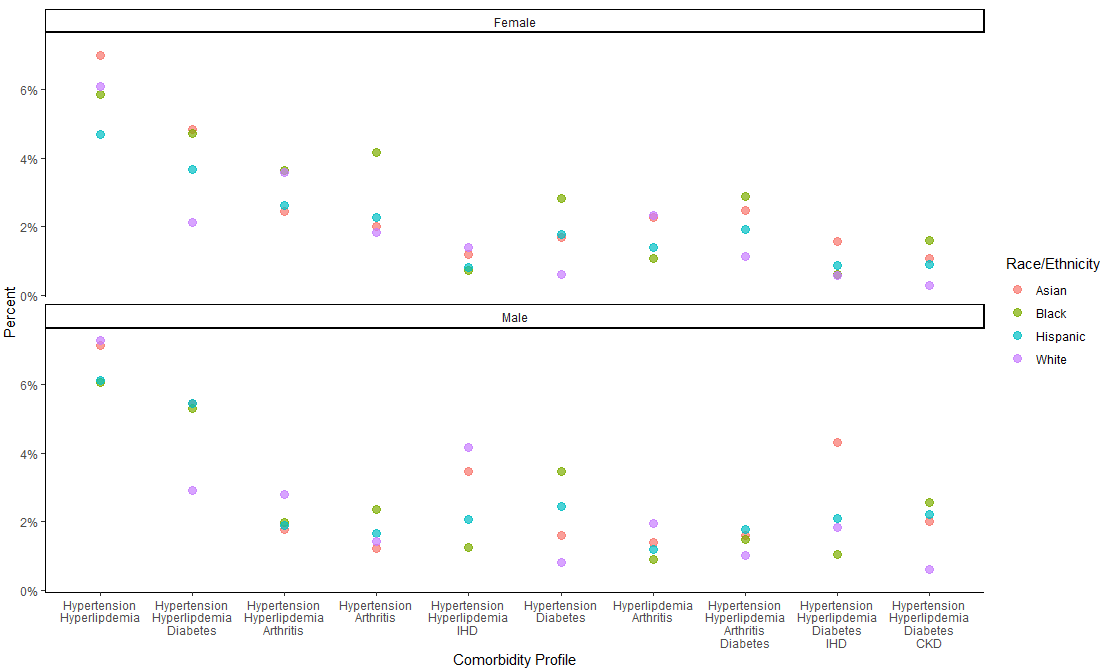 Female
6%
4%
2%
0%
Percent
Male
6%
4%
2%
0%
Hypertension
Hyperlipdemia
Hypertension
Hyperlipdemia
Diabetes
Hypertension
Hyperlipdemia
Arthritis
Hypertension
Arthritis
Hypertension
Hyperlipdemia
IHD
Hypertension
Diabetes
Hyperlipdemia
Arthritis
Hypertension
Hyperlipdemia
Arthritis
Diabetes
Hypertension
Hyperlipdemia
Diabetes
IHD
Hypertension
Hyperlipdemia
Diabetes
CKD
Comorbidity Profile
Race/Ethnicity
Asian
Black
Hispanic
White